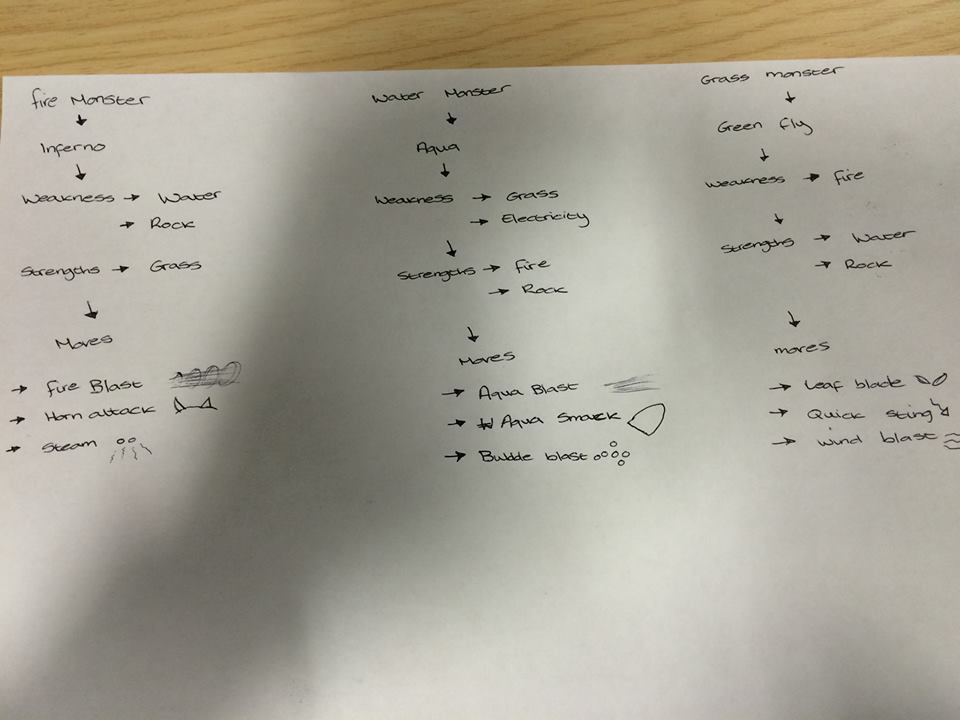 fire Monster
Inferno
Weakness → Water
→ Rock
Strengths → Grass
Moves
→ fire Blast
→ Horn attack
→ Steam
Water Monster
Aqua
Weakness → Grass
→ Electricity
Strengths → fire
→ Rock
Moves
→ Aqua Blast
→ Aqua Smack
→ Bubble blast
Grass monster
Green fly
Weakness → fire
Strengths → Water
→ Rock
moves
→ Leaf blade
→ Quick sting
→ wind blast